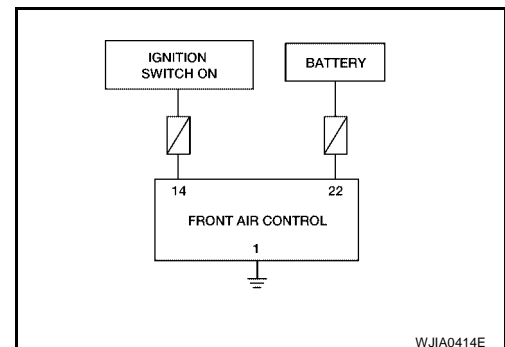 IGNITION
SWITCH ON
BATTERY
14
22
FRONT AIR CONTROL
1
WJIA0414E